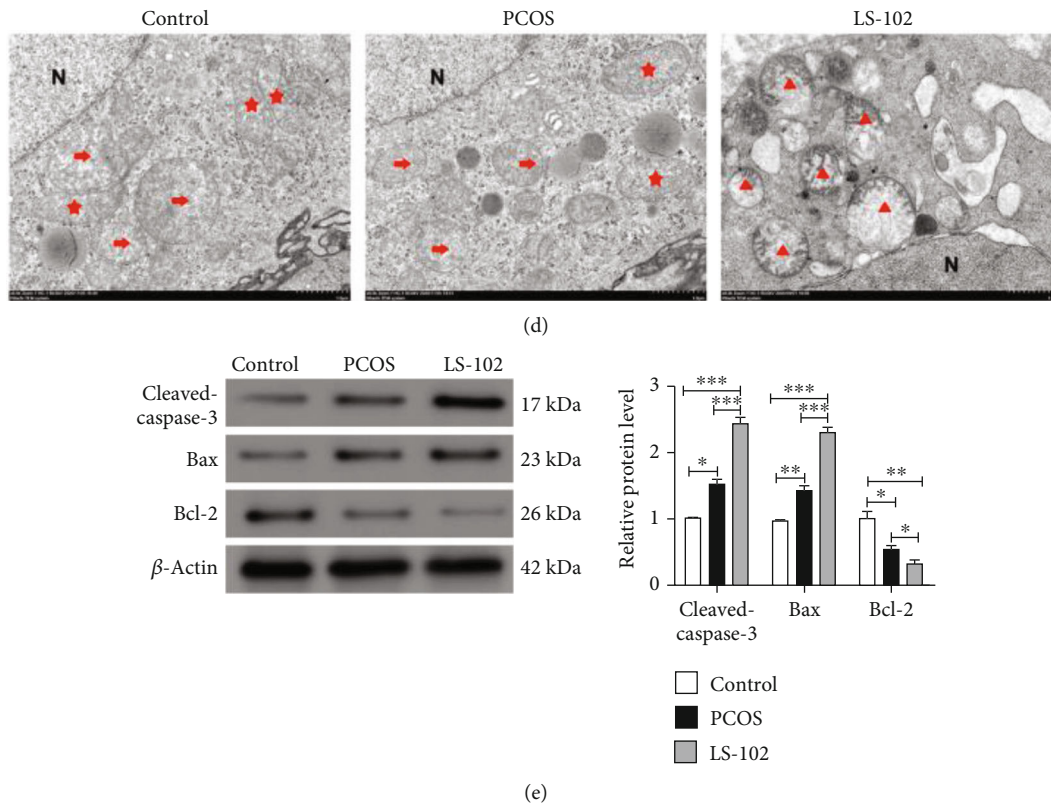 Control PCOS LS-102
N N N
(d)
Control PCOS LS-102
Cleaved-
caspase-3
17 kDa
Bax 23 kDa
Bcl-2 26 kDa
β-Actin 42 kDa
Relative protein level
3
2
1
0
*** *** *
*** *** **
** * *
Cleaved-
caspase-3
Bax Bcl-2
Control
PCOS
LS-102
(e)